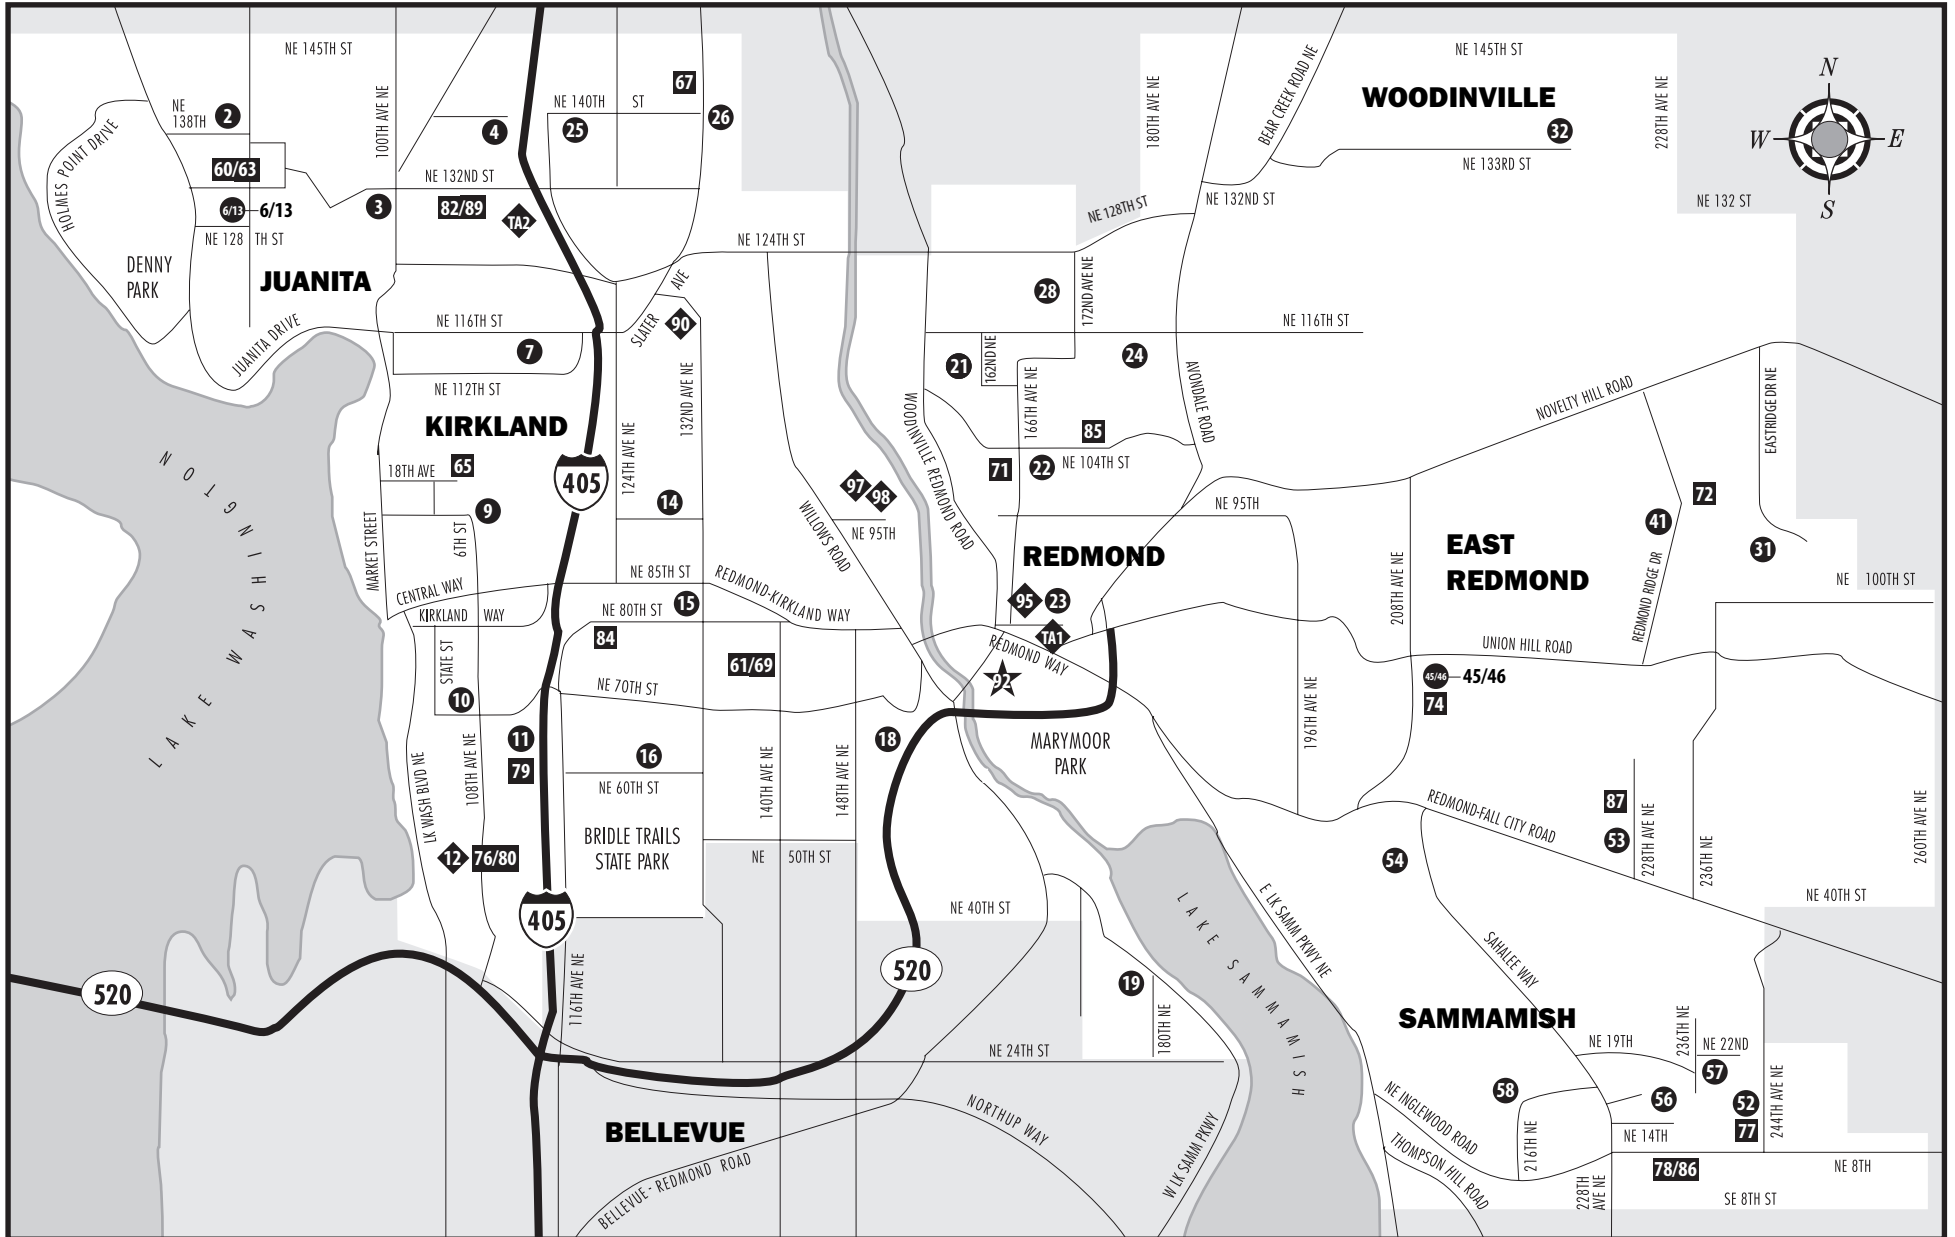 NE 145TH ST
NE 145TH ST
N
W
E
S
NE
138TH
2
100TH AVE NE
4
NE 140TH ST
25
67
26
180TH AVE NE
BEAR CREEK ROAD NE
WOODINVILLE
32
228TH AVE NE
HOLMES POINT DRIVE
60/63
NE 132ND ST
NE 133RD ST
6/13
6/13
3
82/89
TA2
NE 128TH ST
NE 132ND ST
NE 132 ST
NE 128 TH ST
NE 124TH ST
DENNY
PARK
JUANITA
SLATER AVE
172ND AVE NE
28
JUANITA DRIVE
NE 116TH ST
90
NE 116TH ST
7
21
162ND NE
24
NE 112TH ST
166TH AVE NE
AVONDALE ROAD
NOVELTY HILL ROAD
EASTRIDGE DR NE
KIRKLAND
124TH AVE NE
132ND AVE NE
WOODINVILLE REDMOND ROAD
85
18TH AVE
65
405
71
22
NE 104TH ST
97
98
72
LAKE WASHINGTON
MARKET STREET
9
6TH ST
14
WILLOWS ROAD
NE 95TH
NE 95TH
41
31
REDMOND
EAST
REDMOND
CENTRAL WAY
NE 85TH ST
REDMOND-KIRKLAND WAY
208TH AVE NE
REDMOND RIDGE DR
NE 100TH ST
KIRKLAND WAY
NE 80TH ST
15
95
23
84
TA1
STATE ST
61/69
REDMOND WAY
UNION HILL ROAD
92
45/46
45/46
10
NE 70TH ST
74
196TH AVE NE
11
18
MARYMOOR
PARK
16
79
108TH AVE NE
LK WASH BLVD NE
NE 60TH ST
140TH AVE NE
148TH AVE NE
REDMOND-FALL CITY ROAD
87
228TH AVE NE
236TH NE
260TH AVE NE
12
76/80
BRIDLE TRAILS
STATE PARK
NE 50TH ST
53
54
405
NE 40TH ST
NE 40TH ST
LAKE SAMMAMISH
E LK SAMM PKWY NE
SAHALEE WAY
520
520
19
116TH AVE NE
180TH NE
SAMMAMISH
NE 24TH ST
NE 19TH
236TH NE
NE 22ND
57
58
56
52
244TH AVE NE
NE INGLEWOOD ROAD
NORTHUP WAY
BELLEVUE
77
NE 14TH
216TH NE
THOMPSON HILL ROAD
W LK SAMM PKWY
BELLEVUE-REDMOND ROAD
78/86
NE 8TH
228TH
AVE NE
SE 8TH ST